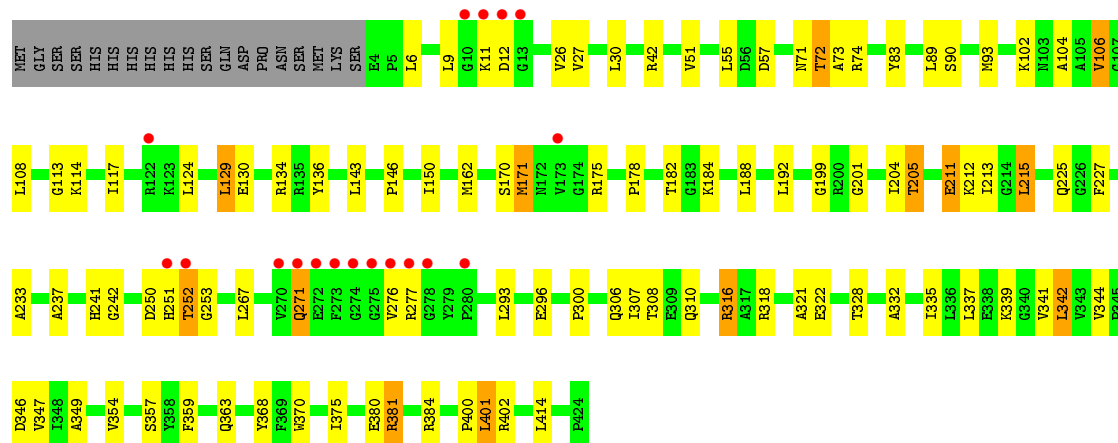 MET GLY SER SER HIS HIS HIS HIS HIS HIS SER GLN ASP PRO ASN SER MET LYS SER E4 P5 L6 L9 G10 K11 D12 G13 V26 V27 L30 R42 V51 L55 D56 D57 N71 T72 A73 R74 Y83 L89 S90 M93 K102 N103 A104 A105 V106 G107
L108 G113 K114 I117 R122 K123 L124 L129 E130 R134 R135 Y136 L143 P146 I150 M162 S170 M171 N172 V173 G174 R175 P178 T182 G183 K184 L188 L192 G199 R200 G201 I204 T205 E211 K212 I213 G214 L215 Q225 G226 F227
A233 A237 H241 G242 D250 H251 T252 G253 L267 V270 Q271 E272 F273 G274 G275 V276 R277 G278 Y279 P280 L293 E296 P300 Q306 I307 T308 E309 Q310 R316 A317 R318 A321 E322 T328 A332 I335 L336 L337 E338 K339 G340 V341 L342 V343 V344 P345
D346 V347 I348 A349 V354 S357 Y358 F359 Q363 Y368 F369 W370 I375 E380 R381 R384 P400 L401 R402 L414 P424